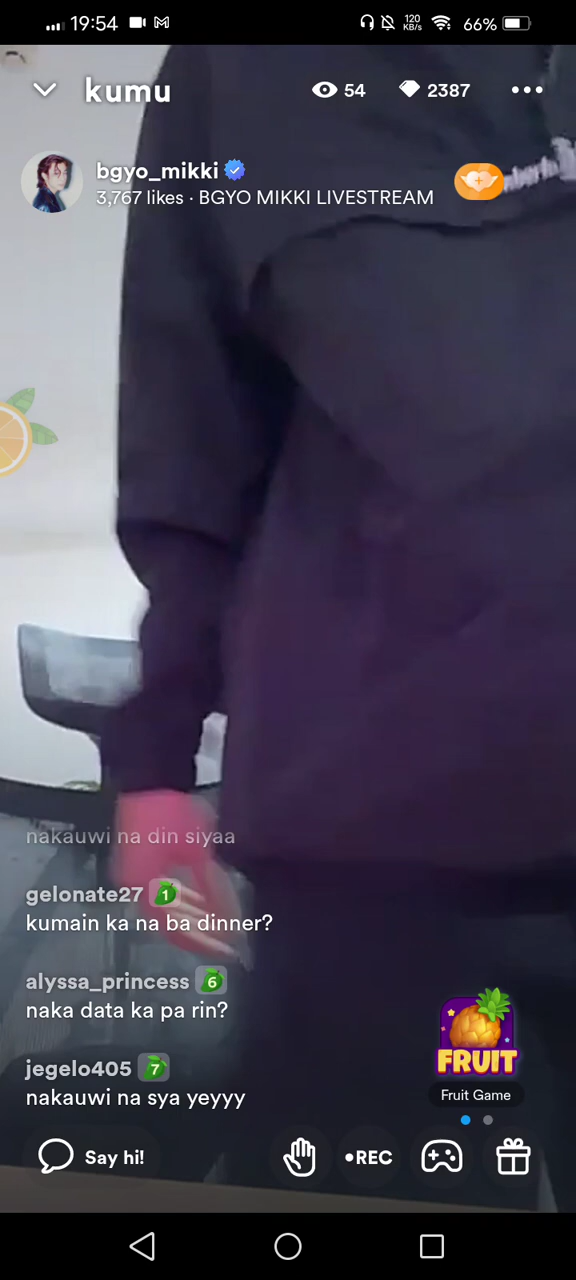 19:54
120
KB/s
66%
kumu
54
2387
bgyo_mikki
3,767 likes · BGYO MIKKI LIVESTREAM
nakauwi na din siyaa
gelonate27 1
kumain ka na ba dinner?
alyssa_princess 6
naka data ka pa rin?
jegelo405 7
nakauwi na sya yeyyy
FRUIT
Fruit Game
Say hi!
•REC